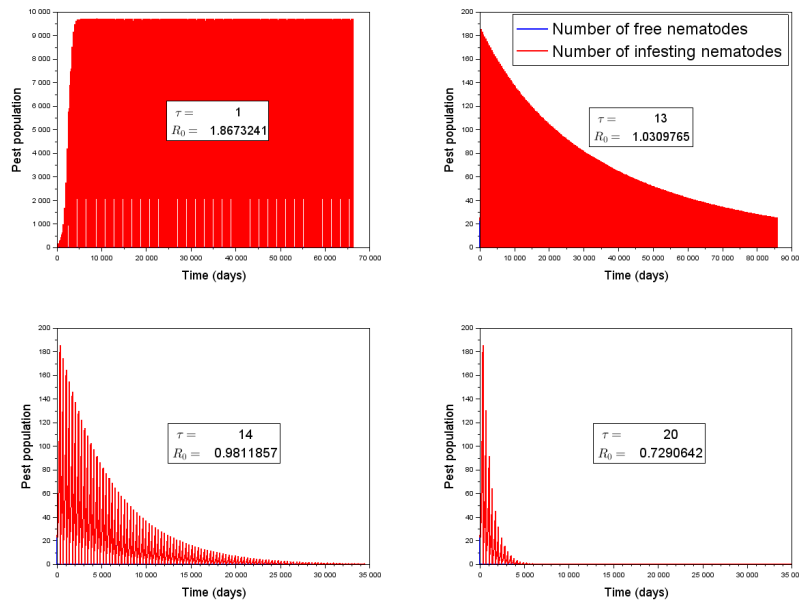 10 000
9 000
8 000
7 000
6 000
5 000
4 000
3 000
2 000
1 000
0
Pest population
τ = 1
R₀ = 1.8673241
0 10 000 20 000 30 000 40 000 50 000 60 000 70 000
Time (days)
200
180
160
140
120
100
80
60
40
20
0
Pest population
Number of free nematodes
Number of infesting nematodes
τ = 13
R₀ = 1.0309765
0 10 000 20 000 30 000 40 000 50 000 60 000 70 000 80 000 90 000
Time (days)
200
180
160
140
120
100
80
60
40
20
0
Pest population
τ = 14
R₀ = 0.9811857
0 5 000 10 000 15 000 20 000 25 000 30 000 35 000
Time (days)
200
180
160
140
120
100
80
60
40
20
0
Pest population
τ = 20
R₀ = 0.7290642
0 5 000 10 000 15 000 20 000 25 000 30 000 35 000
Time (days)